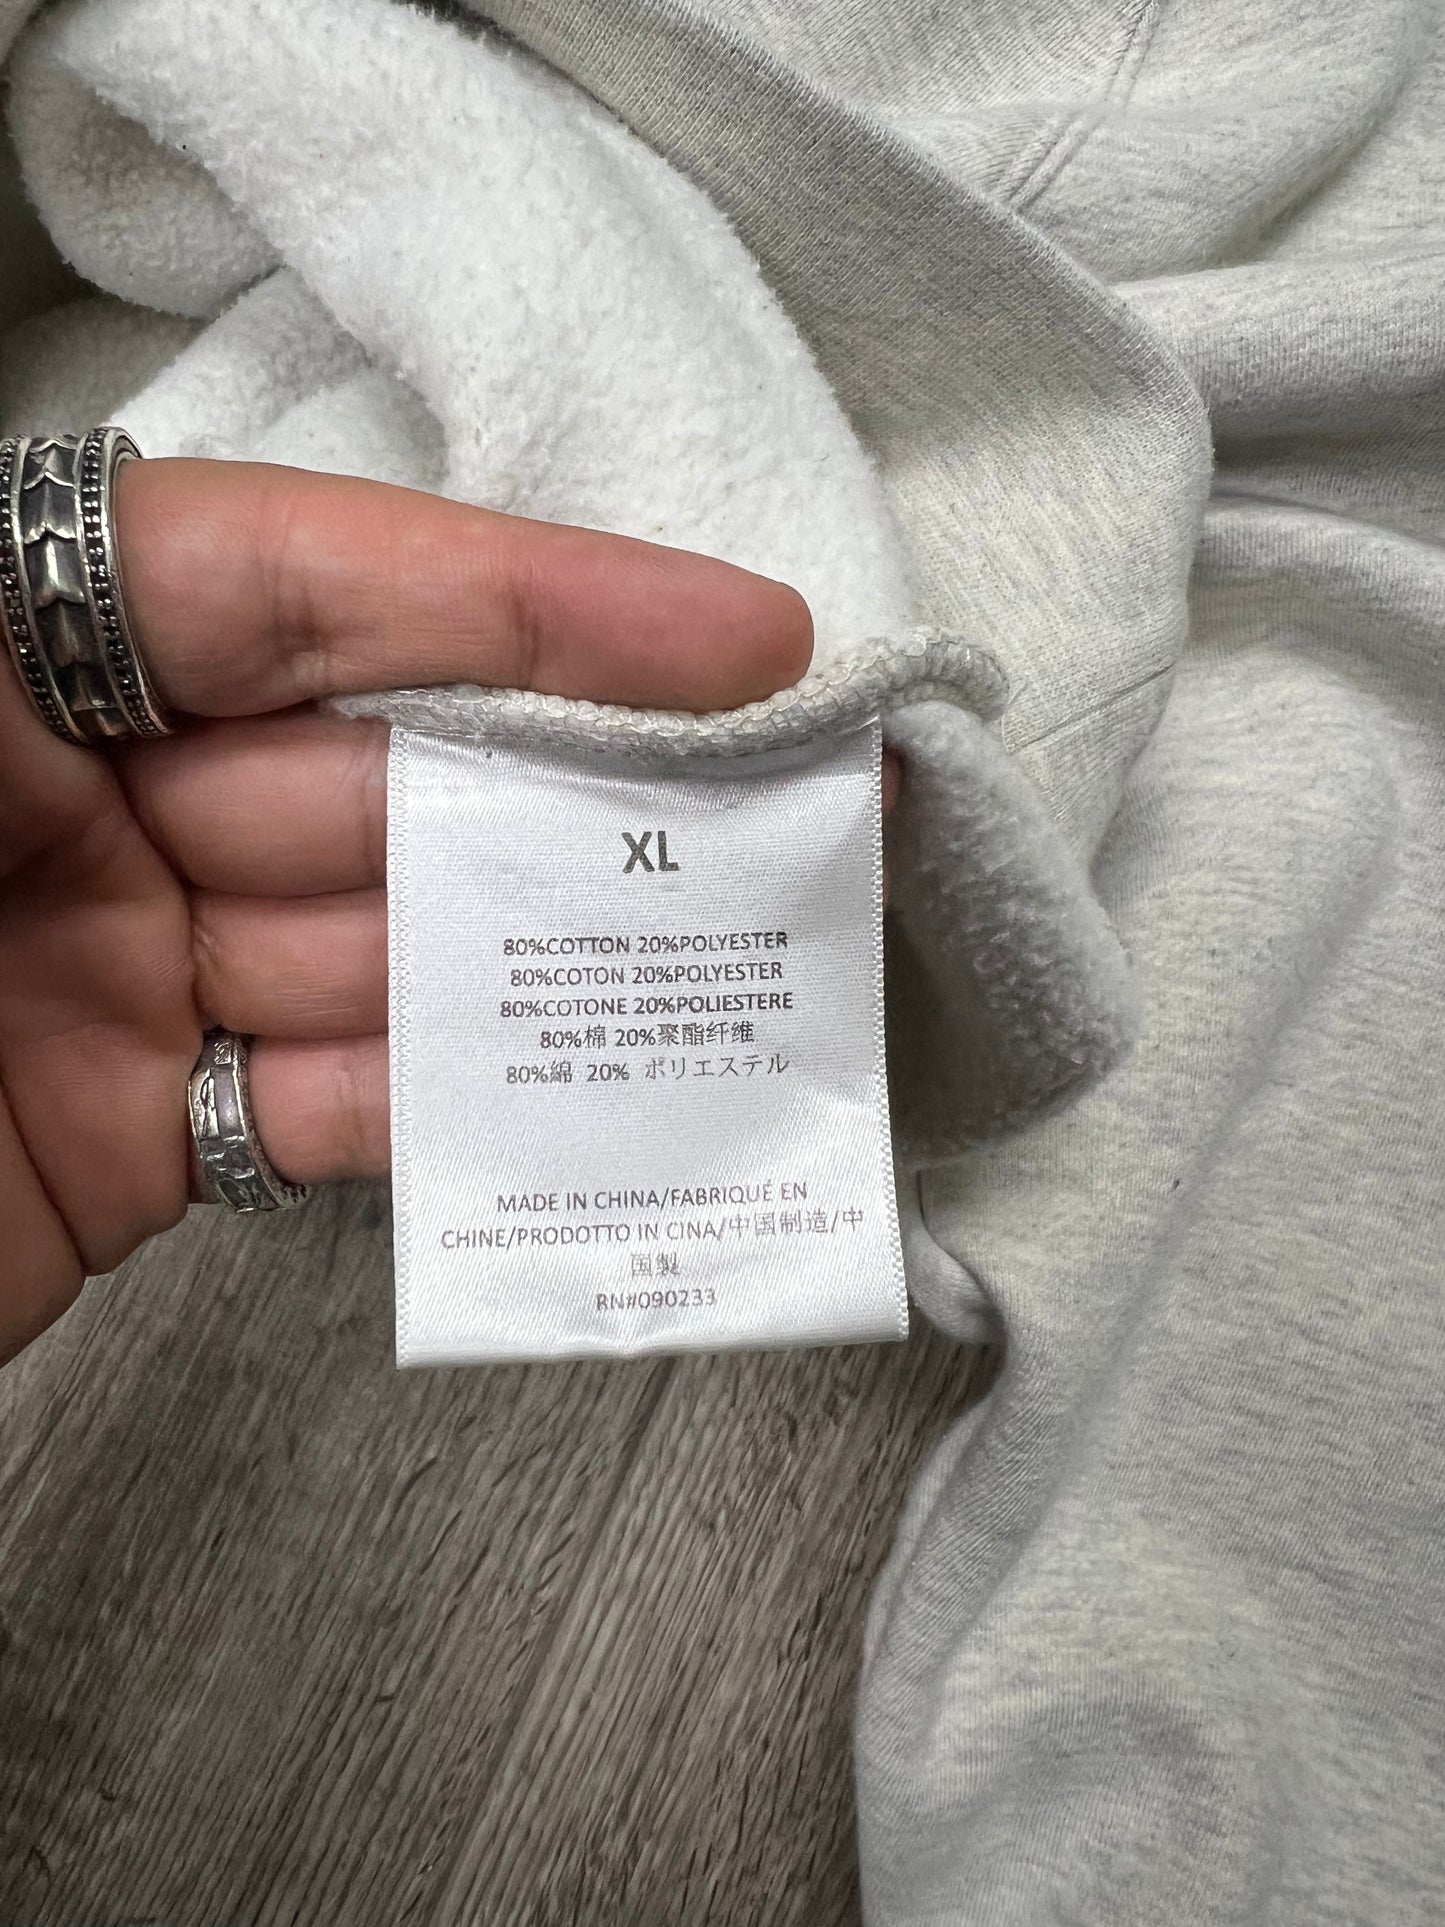 XL
80%COTTON 20%POLYESTER
80%COTON 20%POLYESTER
80%COTONE 20%POLIESTERE
80%棉 20%聚酯纤维
80%綿 20% ポリエステル
MADE IN CHINA/FABRIQUÉ EN
CHINE/PRODOTTO IN CINA/中国制造/中
国製
RN#090233